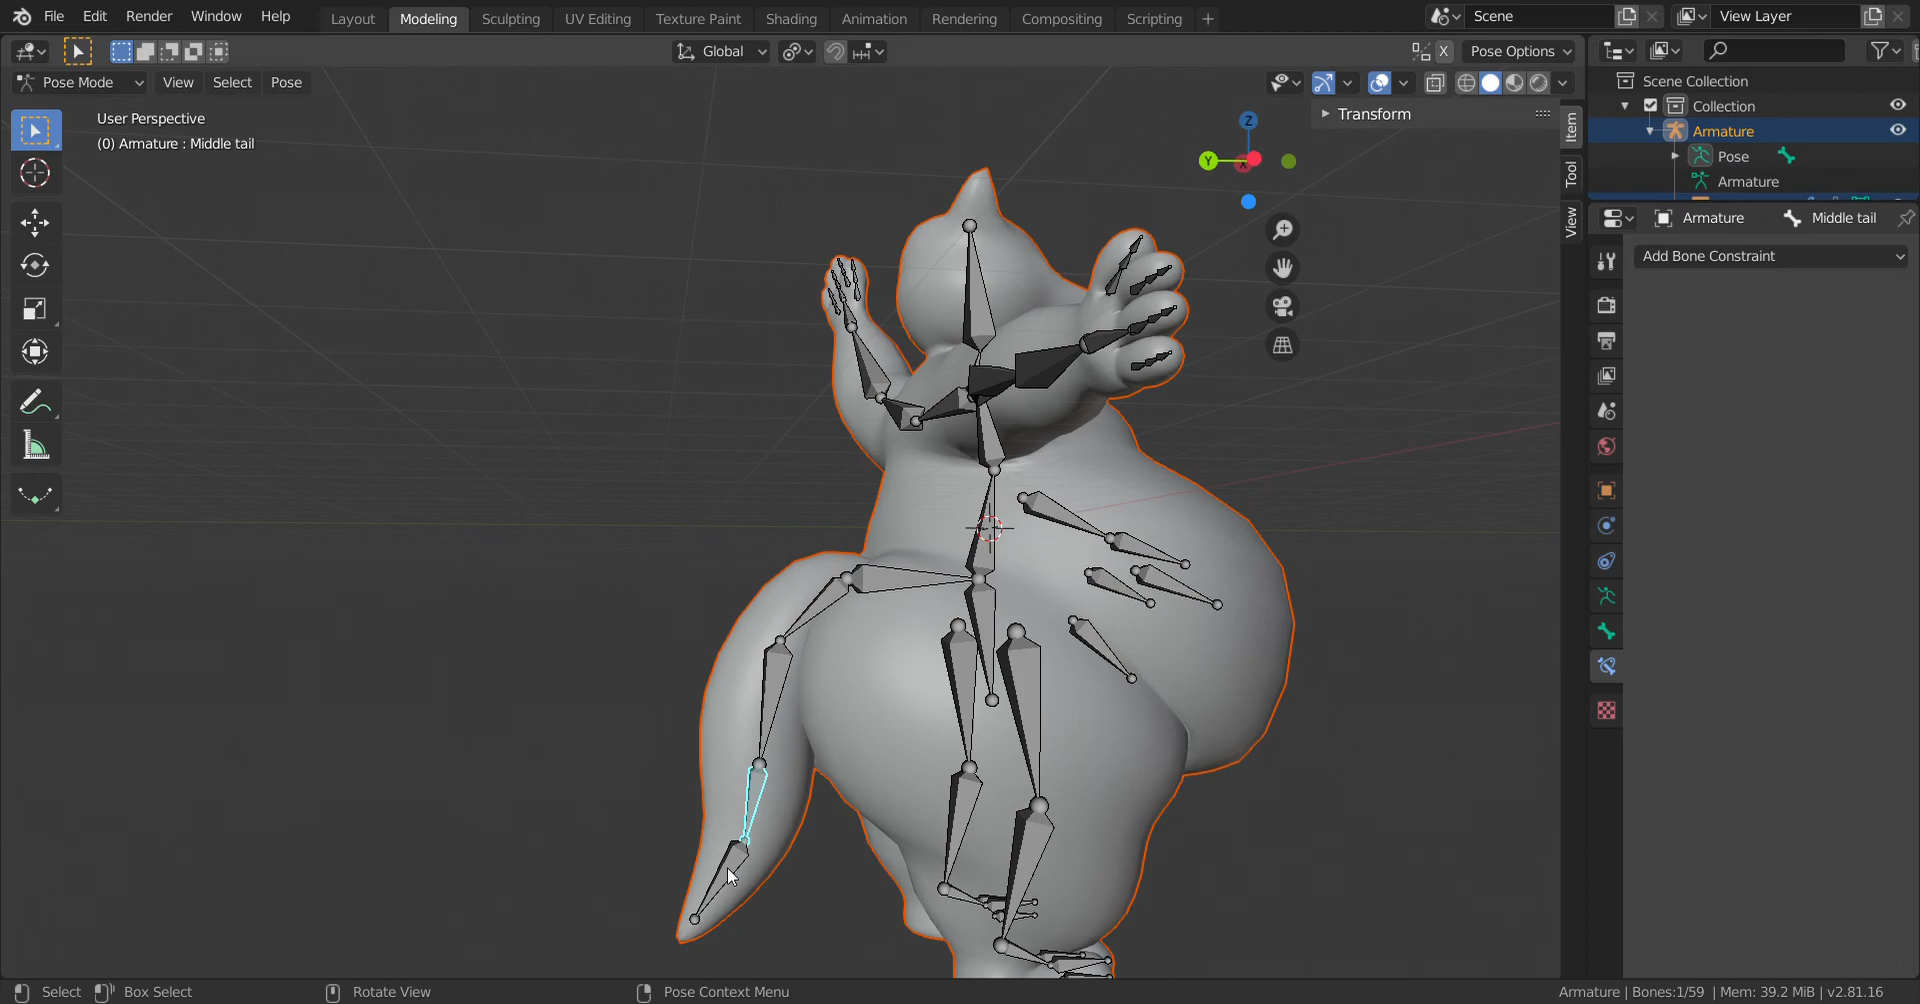 File Edit Render Window Help Layout Modeling Sculpting UV Editing Texture Paint Shading Animation Rendering Compositing Scripting + Scene View Layer
Global X Pose Options
Pose Mode View Select Pose
User Perspective
(0) Armature : Middle tail
Z
Y
X
Transform
Item
Tool
View
Scene Collection
Collection
Armature
Pose
Armature
Armature Middle tail
Add Bone Constraint
Select Box Select Rotate View Pose Context Menu Armature | Bones:1/59 | Mem: 39.2 MiB | v2.81.16